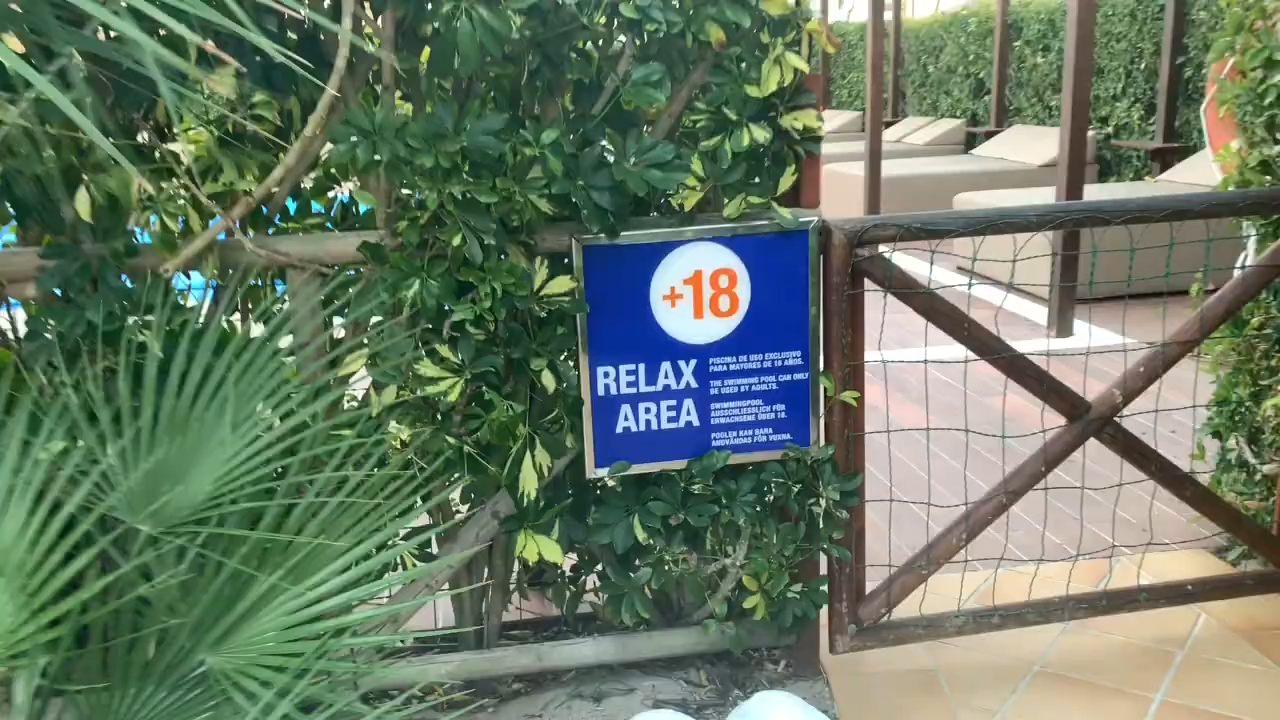 +18
RELAX
AREA
PISCINA DE USO EXCLUSIVO
PARA MAYORES DE 18 AÑOS.
THE SWIMMING POOL CAN ONLY
BE USED BY ADULTS.
SWIMMINGPOOL
AUSSCHLIESSLICH FÜR
ERWACHSENE ÜBER 18.
POOLEN KAN BARA
ANDVÄNDAS FÖR VUXNA.